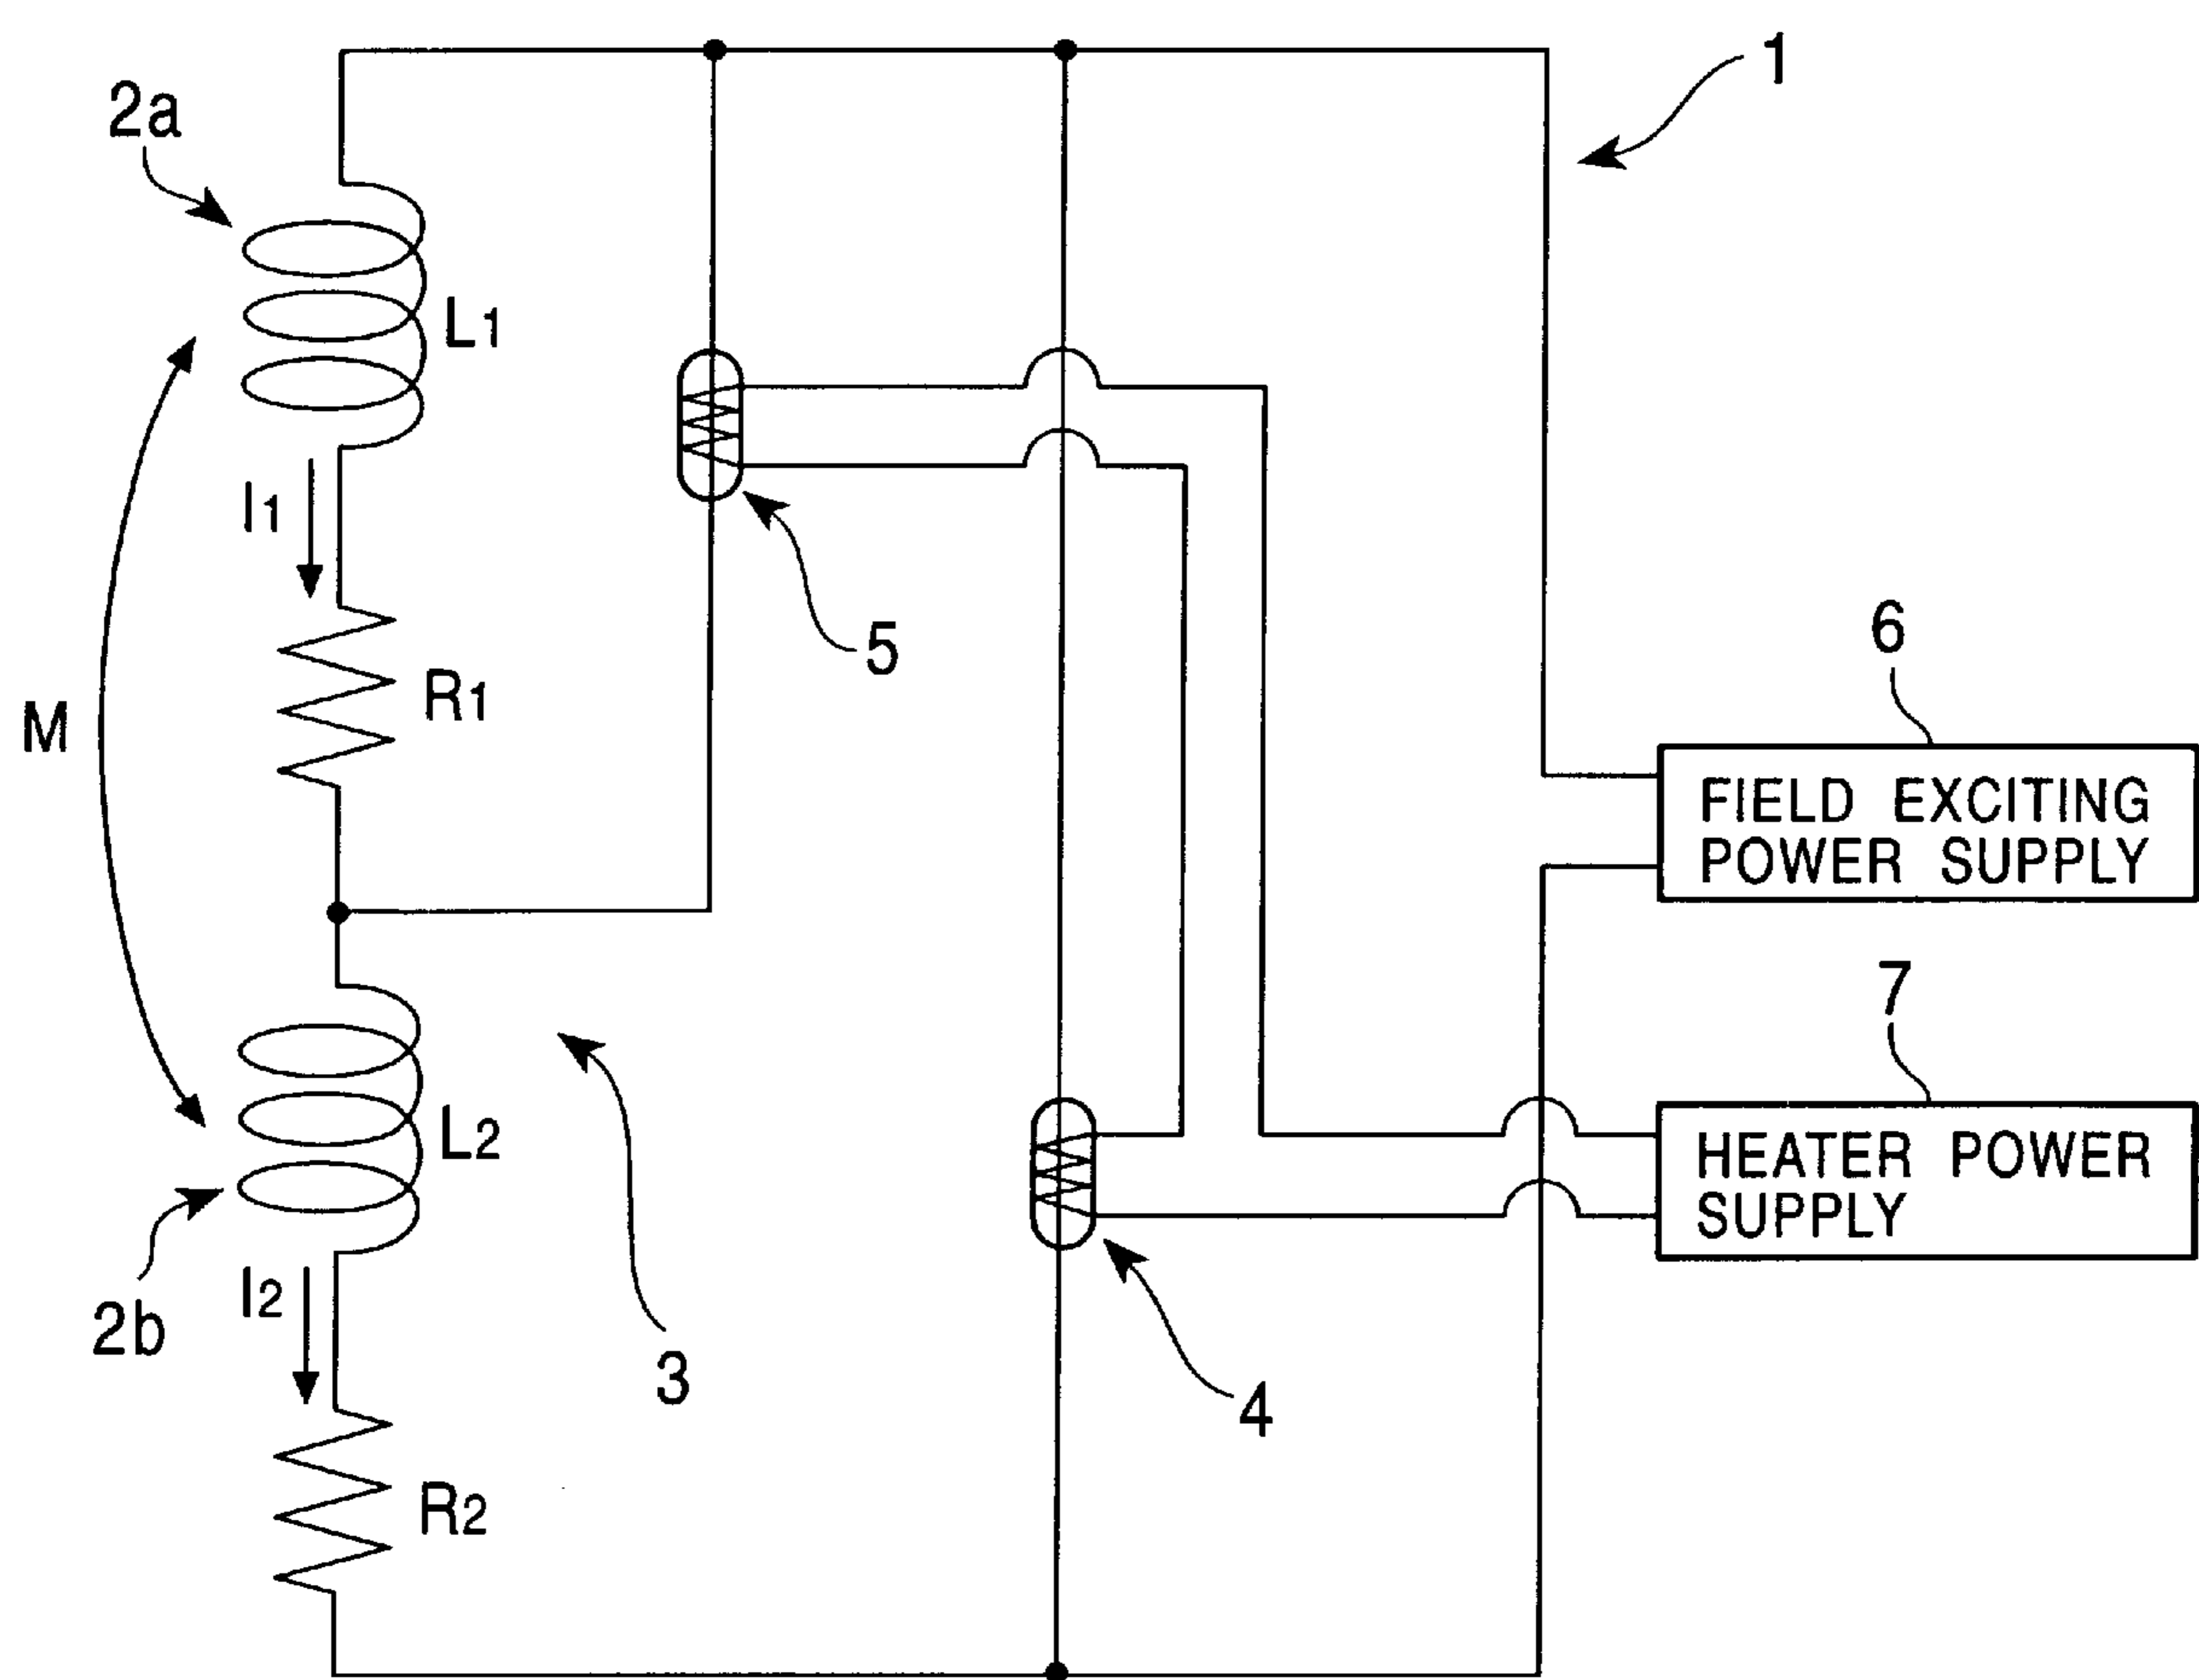 1
2a
L1
I1
5
R1
6
M
FIELD EXCITING
POWER SUPPLY
7
L2
HEATER POWER
SUPPLY
I2
2b
3
4
R2